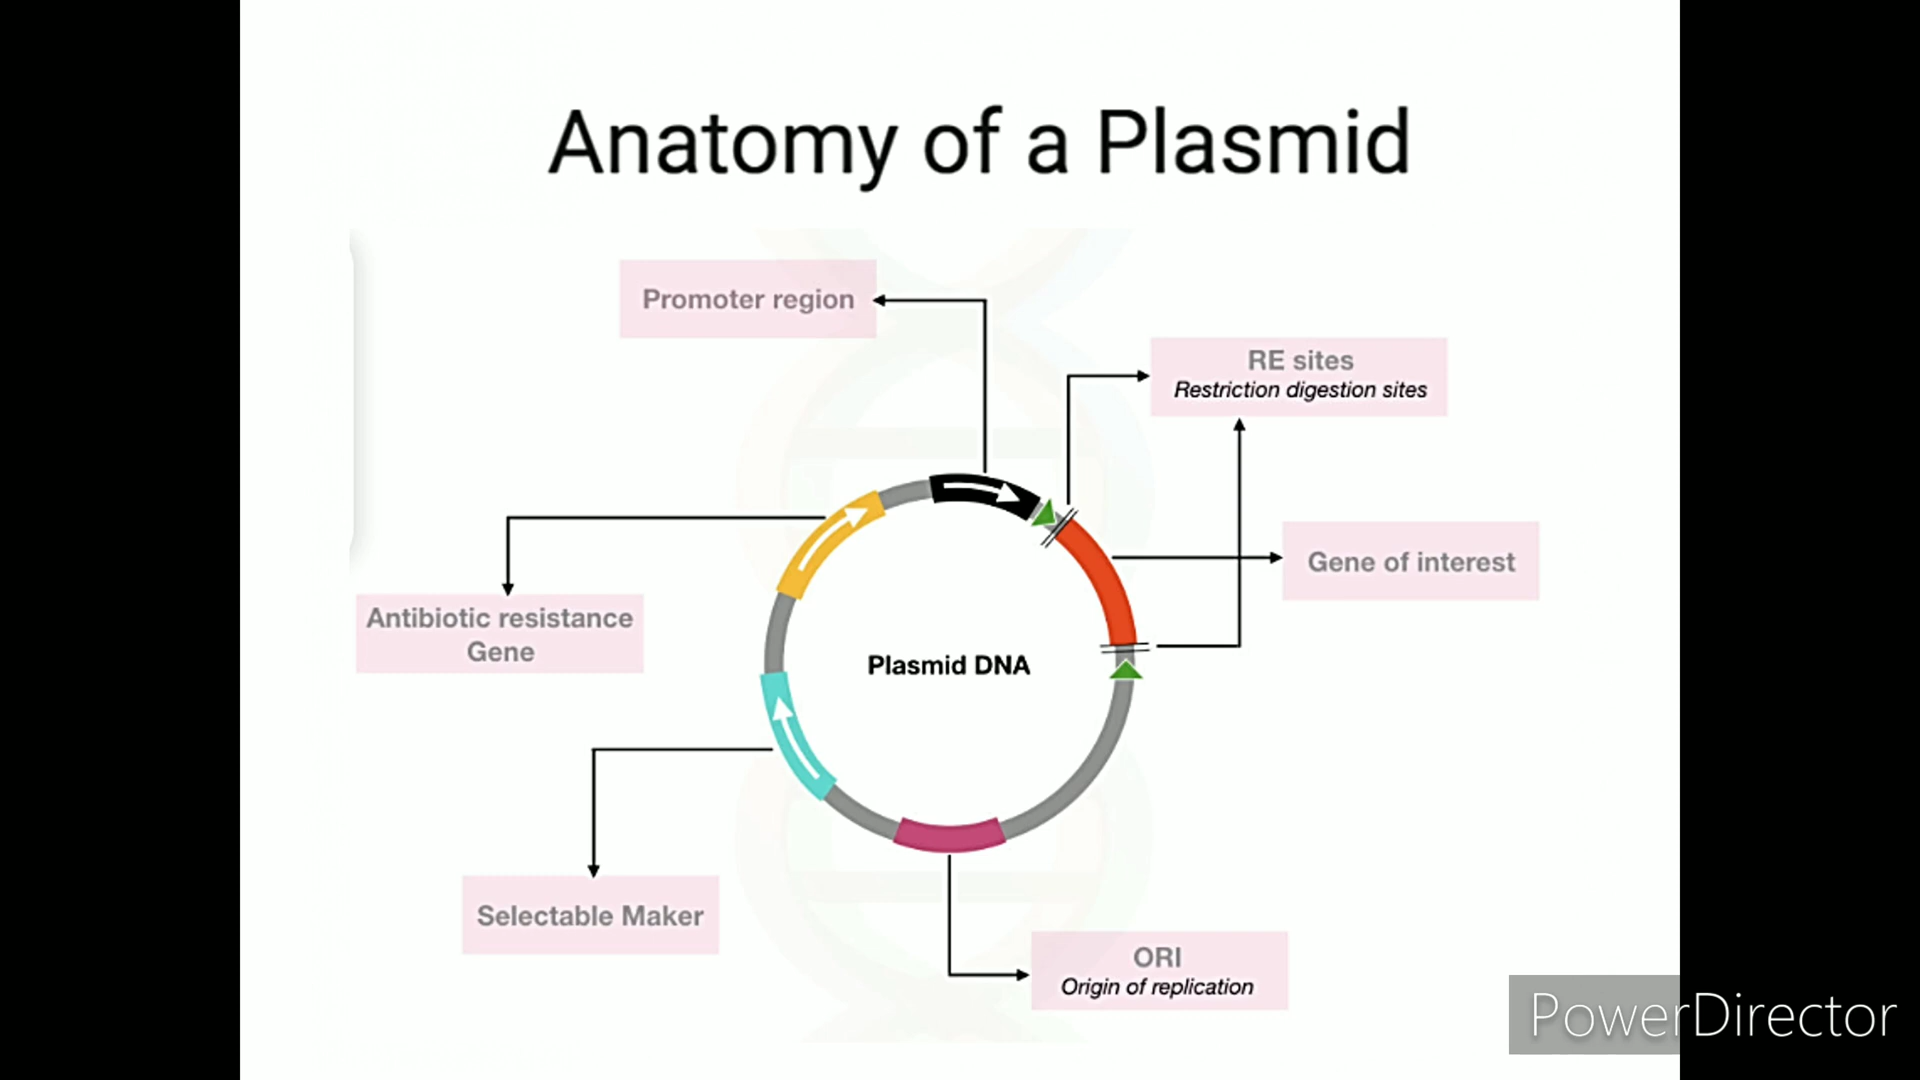 Anatomy of a Plasmid
Promoter region
RE sites
Restriction digestion sites
Gene of interest
Antibiotic resistance
Gene
Plasmid DNA
Selectable Maker
ORI
Origin of replication
PowerDirector